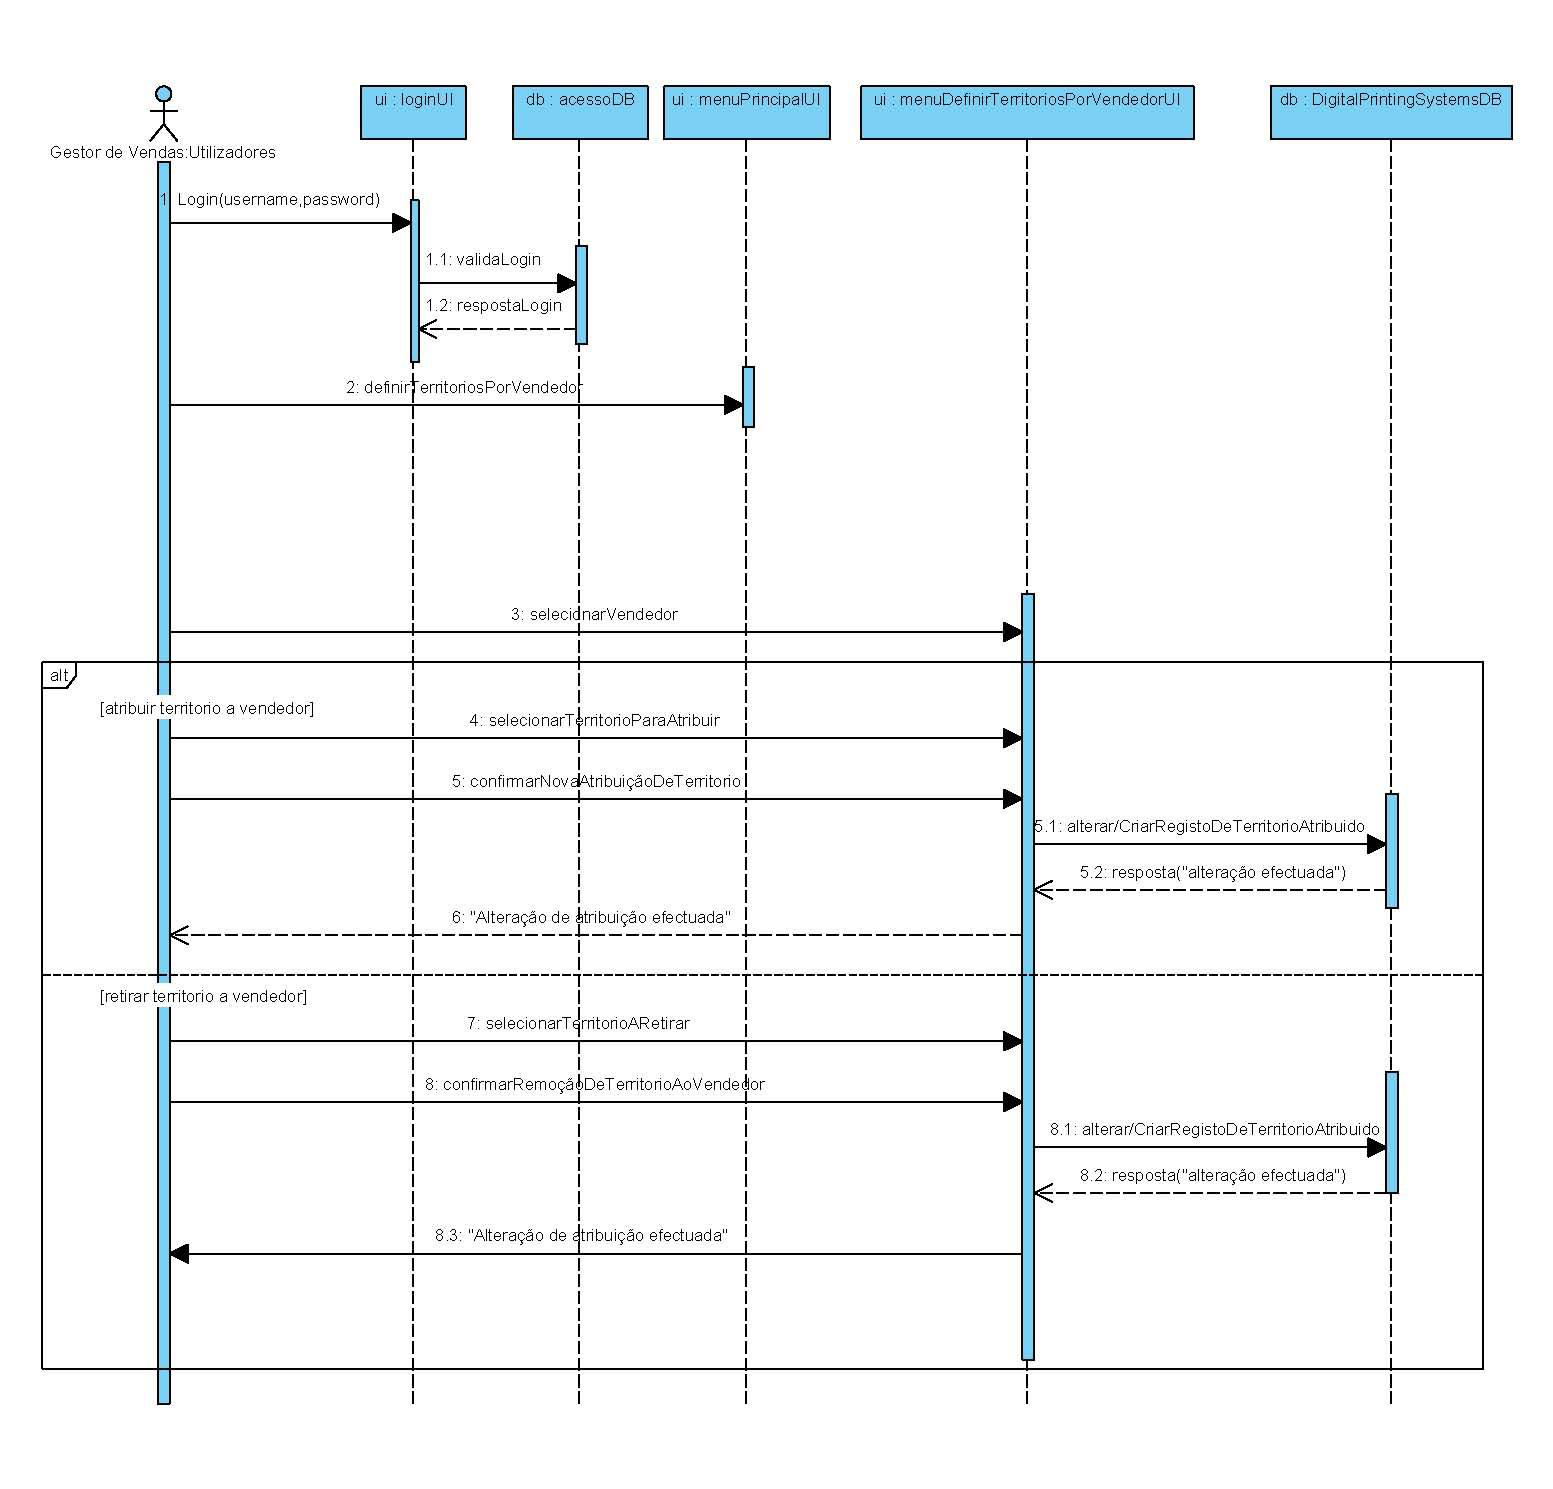 Gestor de Vendas:Utilizadores
ui : loginUI
db : acessoDB
ui : menuPrincipalUI
ui : menuDefinirTerritoriosPorVendedorUI
db : DigitalPrintingSystemsDB
1: Login(username,password)
1.1: validaLogin
1.2: respostaLogin
2: definirTerritoriosPorVendedor
3: selecionarVendedor
alt
[atribuir territorio a vendedor]
4: selecionarTerritorioParaAtribuir
5: confirmarNovaAtribuiçãoDeTerritorio
5.1: alterar/CriarRegistoDeTerritorioAtribuido
5.2: resposta("alteração efectuada")
6: "Alteração de atribuição efectuada"
[retirar territorio a vendedor]
7: selecionarTerritorioARetirar
8: confirmarRemoçãoDeTerritorioAoVendedor
8.1: alterar/CriarRegistoDeTerritorioAtribuido
8.2: resposta("alteração efectuada")
8.3: "Alteração de atribuição efectuada"